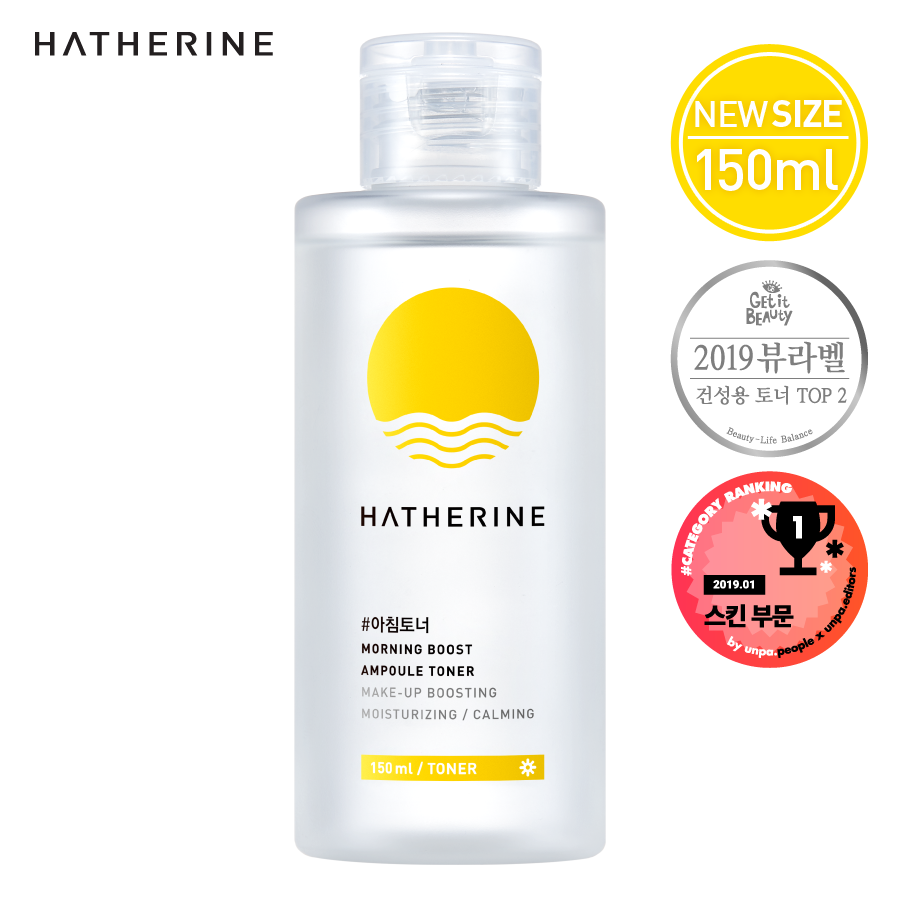 HATHERINE
NEW SIZE
150ml
Get it
BEAUTY
2019 뷰라벨
건성용 토너 TOP 2
Beauty-Life Balance
#CATEGORY RANKING
1
2019.01
스킨 부문
by unpa.people x unpa.editors
HATHERINE
#아침토너
MORNING BOOST
AMPOULE TONER
MAKE-UP BOOSTING
MOISTURIZING / CALMING
150ml / TONER